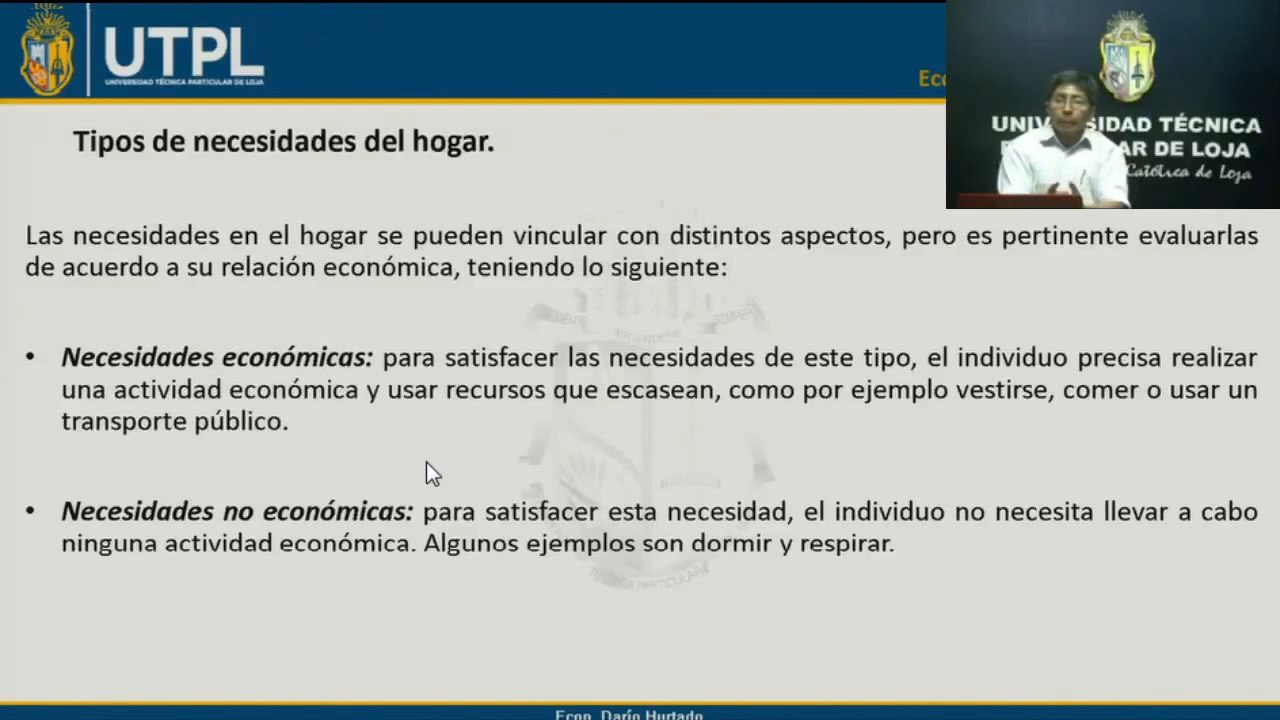 UTPL
UNIVERSIDAD TÉCNICA PARTICULAR DE LOJA
UNIVERSIDAD TÉCNICA
AR DE LOJA
Católica de Loja
Tipos de necesidades del hogar.
Las necesidades en el hogar se pueden vincular con distintos aspectos, pero es pertinente evaluarlas
de acuerdo a su relación económica, teniendo lo siguiente:
• Necesidades económicas: para satisfacer las necesidades de este tipo, el individuo precisa realizar
una actividad económica y usar recursos que escasean, como por ejemplo vestirse, comer o usar un
transporte público.
• Necesidades no económicas: para satisfacer esta necesidad, el individuo no necesita llevar a cabo
ninguna actividad económica. Algunos ejemplos son dormir y respirar.
ASCENDERE
SEMPER
TÉCNICA PARTICULAR
Econ. Darío Hurtado